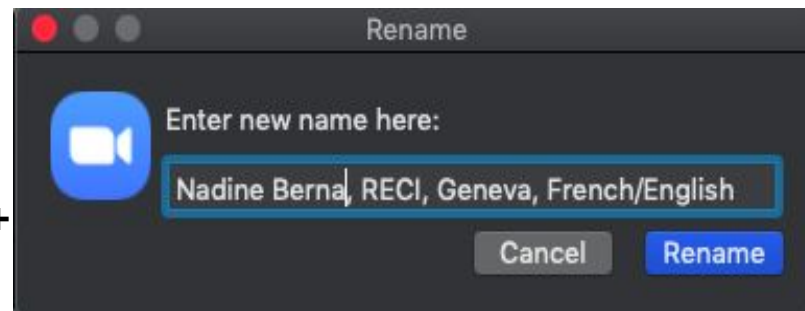 Rename
Enter new name here:
Nadine Berna, RECI, Geneva, French/English
Cancel Rename